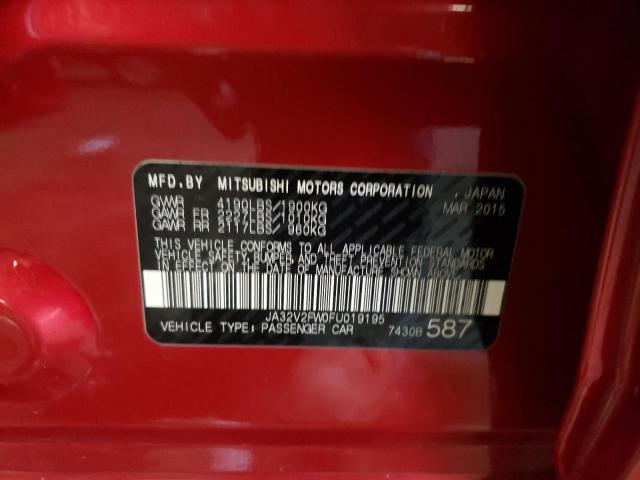 MFD.BY MITSUBISHI MOTORS CORPORATION , JAPAN
GVWR 4190LBS/1900KG MAR 2015
GAWR FR 2227LBS/1010KG
GAWR RR 2117LBS/ 960KG
THIS VEHICLE CONFORMS TO ALL APPLICABLE FEDERAL MOTOR
VEHICLE SAFETY, BUMPER AND THEFT PREVENTION STANDARDS
IN EFFECT ON THE DATE OF MANUFACTURE SHOWN ABOVE.
JA32V2FW0FU019195
VEHICLE TYPE: PASSENGER CAR 7430B 587